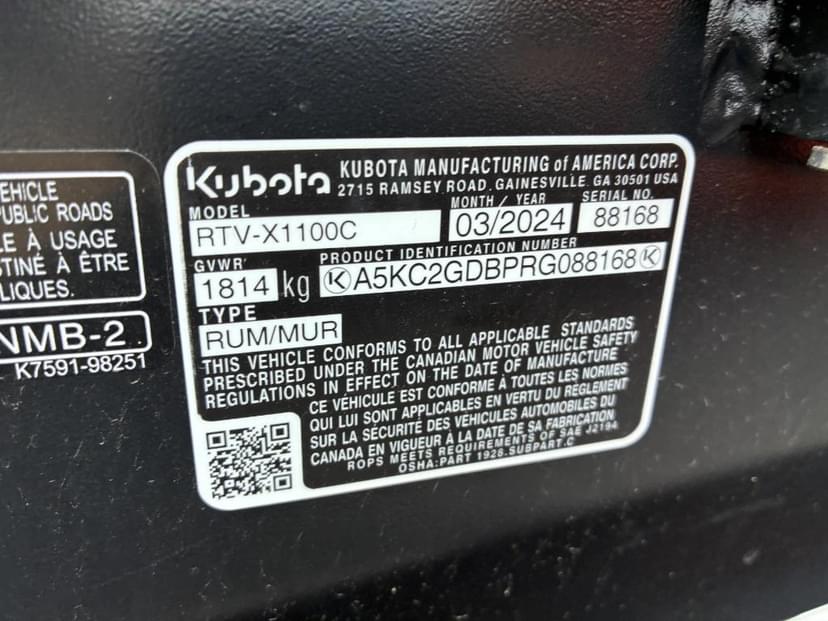 EHICLE
PUBLIC ROADS
LE À USAGE
STINÉ À ÊTRE
LIQUES.
NMB-2
K7591-98251
Kubota KUBOTA MANUFACTURING of AMERICA CORP.
2715 RAMSEY ROAD. GAINESVILLE. GA 30501 USA
MODEL MONTH / YEAR SERIAL NO.
RTV-X1100C 03/2024 88168
GVWR PRODUCT IDENTIFICATION NUMBER
1814 kg K A5KC2GDBPRG088168 K
TYPE
RUM/MUR
THIS VEHICLE CONFORMS TO ALL APPLICABLE STANDARDS
PRESCRIBED UNDER THE CANADIAN MOTOR VEHICLE SAFETY
REGULATIONS IN EFFECT ON THE DATE OF MANUFACTURE
CE VÉHICULE EST CONFORME À TOUTES LES NORMES
QUI LUI SONT APPLICABLES EN VERTU DU RÈGLEMENT
SUR LA SÉCURITÉ DES VÉHICULES AUTOMOBILES DU
CANADA EN VIGUEUR À LA DATE DE SA FABRICATION
ROPS MEETS REQUIREMENTS OF SAE J2194
OSHA:PART 1928.SUBPART.C